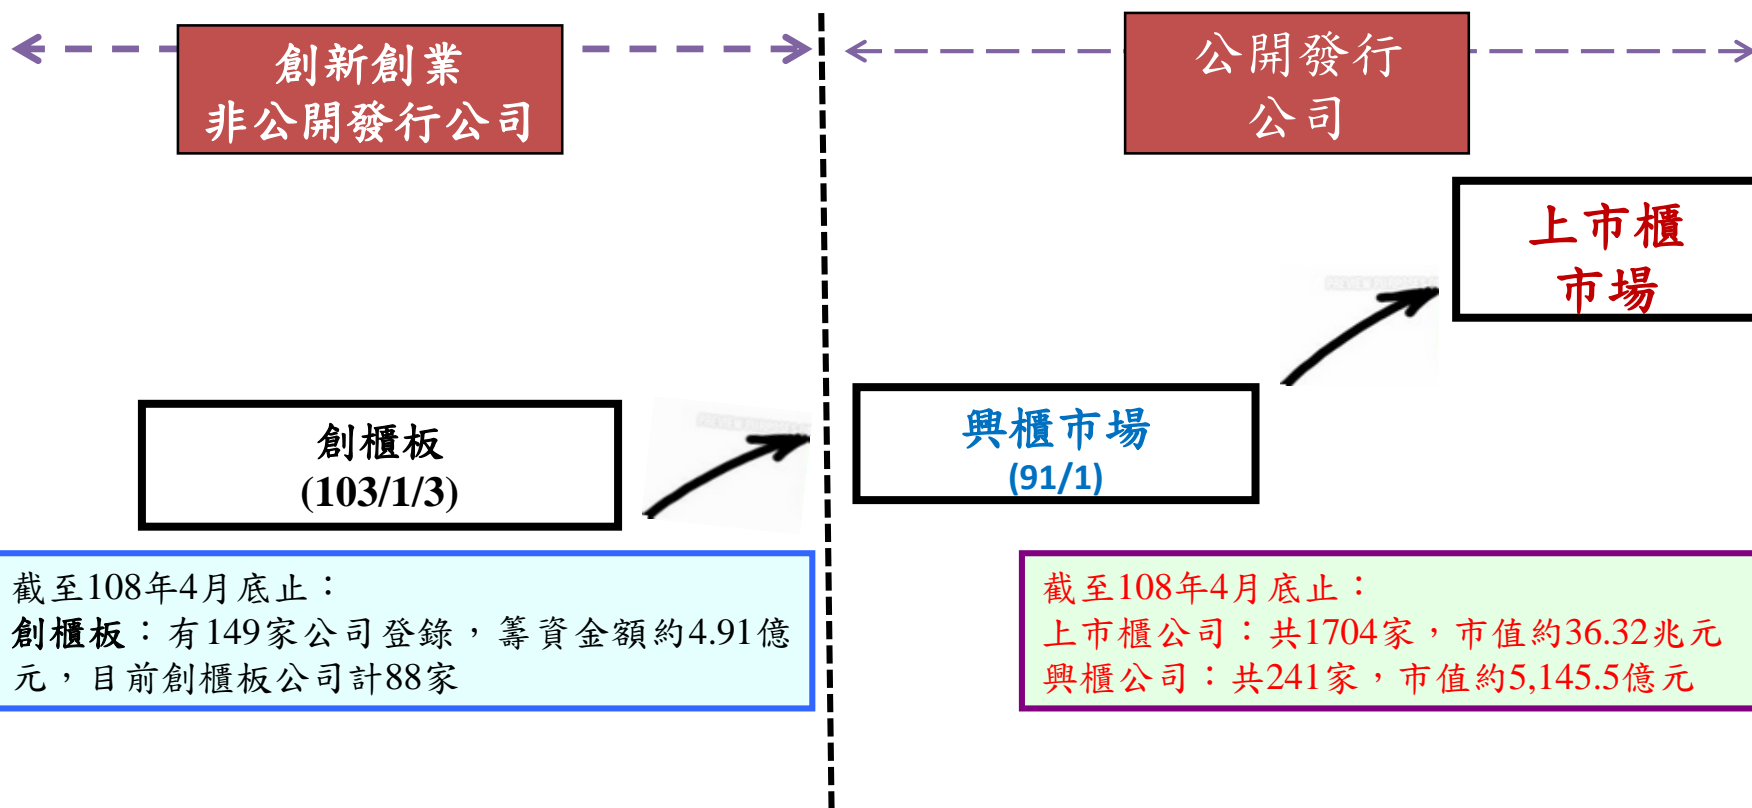 創新創業
非公開發行公司
公開發行
公司
上市櫃
市場
創櫃板
(103/1/3)
興櫃市場
(91/1)
截至108年4月底止：
創櫃板：有149家公司登錄，籌資金額約4.91億
元，目前創櫃板公司計88家
截至108年4月底止：
上市櫃公司：共1704家，市值約36.32兆元
興櫃公司：共241家，市值約5,145.5億元